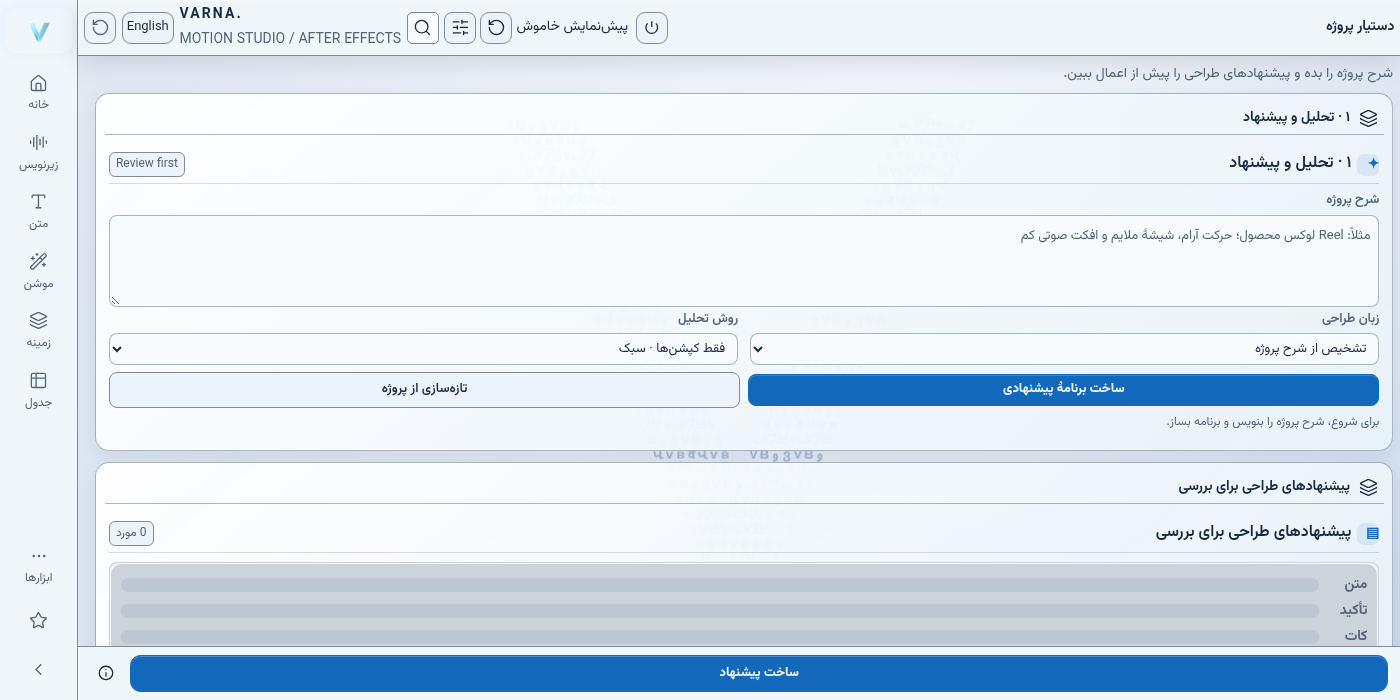 دستیار پروژه
پیش‌نمایش خاموش
VARNA.
MOTION STUDIO / AFTER EFFECTS
English
خانه
زیرنویس
متن
موشن
زمینه
جدول
ابزارها
شرح پروژه را بده و پیشنهادهای طراحی را پیش از اعمال ببین.
۱ · تحلیل و پیشنهاد
۱ · تحلیل و پیشنهاد
Review first
شرح پروژه
مثلاً: Reel لوکس محصول؛ حرکت آرام، شیشهٔ ملایم و افکت صوتی کم
زبان طراحی
روش تحلیل
تشخیص از شرح پروژه
فقط کپشن‌ها · سبک
ساخت برنامهٔ پیشنهادی
تازه‌سازی از پروژه
برای شروع، شرح پروژه را بنویس و برنامه بساز.
پیشنهادهای طراحی برای بررسی
پیشنهادهای طراحی برای بررسی
0 مورد
متن
تأکید
کات
ساخت پیشنهاد